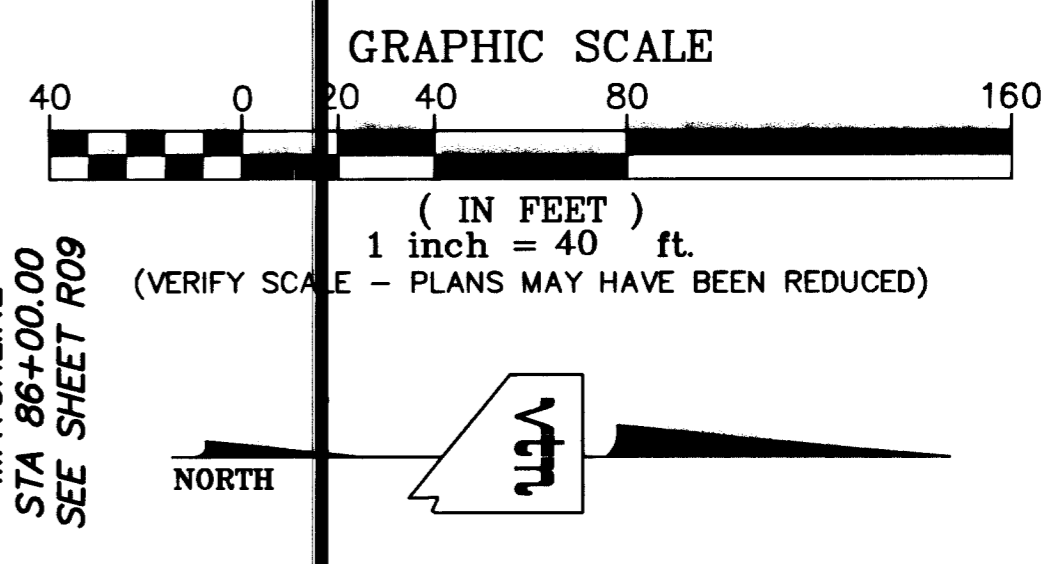 GRAPHIC SCALE
40 0 20 40 80 160
( IN FEET )
1 inch = 40 ft.
(VERIFY SCALE – PLANS MAY HAVE BEEN REDUCED)
STA 86+00.00
SEE SHEET R09
NORTH
vtn